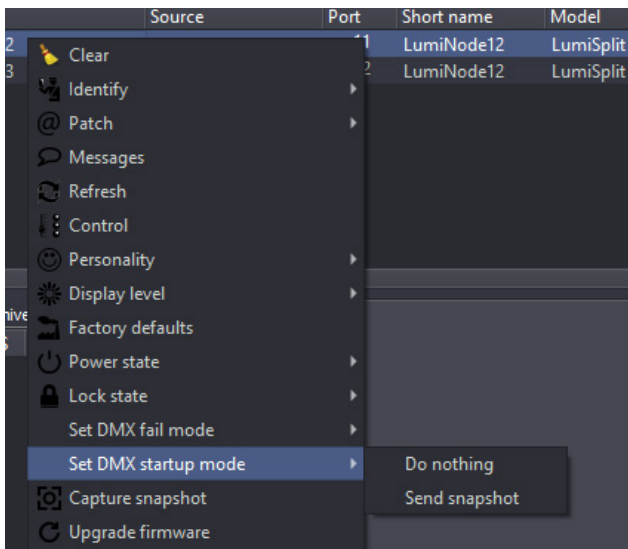 Source Port Short name Model
2 11 LumiNode12 LumiSplit
3 2 LumiNode12 LumiSplit
Clear
Identify
Patch
Messages
Refresh
Control
Personality
Display level
Factory defaults
Power state
Lock state
Set DMX fail mode
Set DMX startup mode
Do nothing
Send snapshot
Capture snapshot
Upgrade firmware